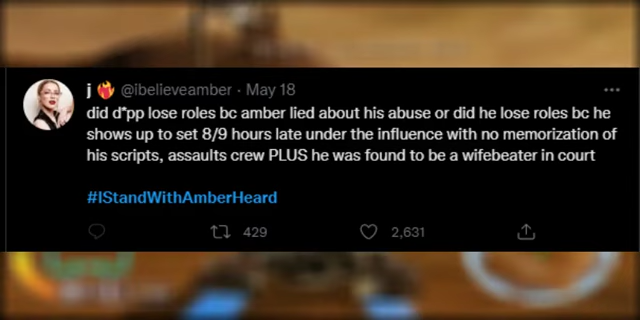 j ❤️‍🔥 @ibelieveamber · May 18
did d*pp lose roles bc amber lied about his abuse or did he lose roles bc he
shows up to set 8/9 hours late under the influence with no memorization of
his scripts, assaults crew PLUS he was found to be a wifebeater in court
#IStandWithAmberHeard
429 2,631